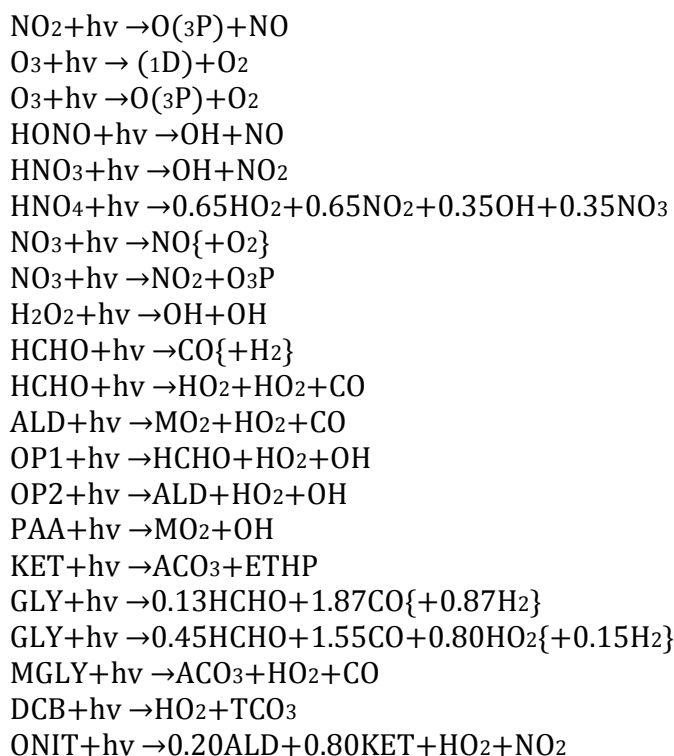 NO₂+hv →O(₃P)+NO
O₃+hv → (₁D)+O₂
O₃+hv →O(₃P)+O₂
HONO+hv →OH+NO
HNO₃+hv →OH+NO₂
HNO₄+hv →0.65HO₂+0.65NO₂+0.35OH+0.35NO₃
NO₃+hv →NO{+O₂}
NO₃+hv →NO₂+O₃P
H₂O₂+hv →OH+OH
HCHO+hv →CO{+H₂}
HCHO+hv →HO₂+HO₂+CO
ALD+hv →MO₂+HO₂+CO
OP1+hv →HCHO+HO₂+OH
OP2+hv →ALD+HO₂+OH
PAA+hv →MO₂+OH
KET+hv →ACO₃+ETHP
GLY+hv →0.13HCHO+1.87CO{+0.87H₂}
GLY+hv →0.45HCHO+1.55CO+0.80HO₂{+0.15H₂}
MGLY+hv →ACO₃+HO₂+CO
DCB+hv →HO₂+TCO₃
ONIT+hv →0.20ALD+0.80KET+HO₂+NO₂